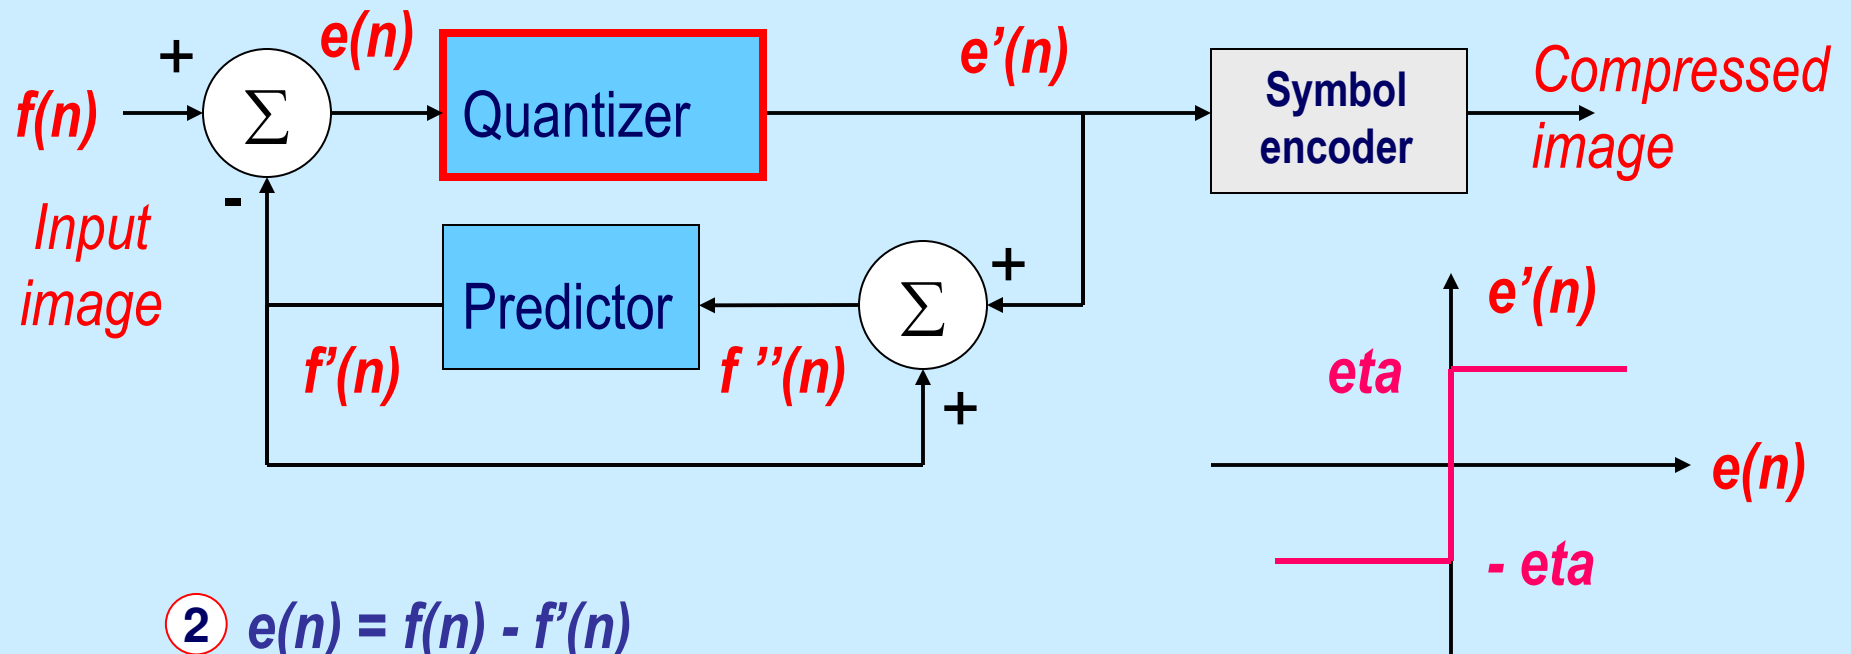 +
e(n)
e’(n)
f(n)
∑
Quantizer
Symbol
encoder
Compressed
image
-
Input
image
Predictor
∑
+
f’(n)
f ’’(n)
+
e’(n)
eta
e(n)
- eta
2 e(n) = f(n) - f’(n)